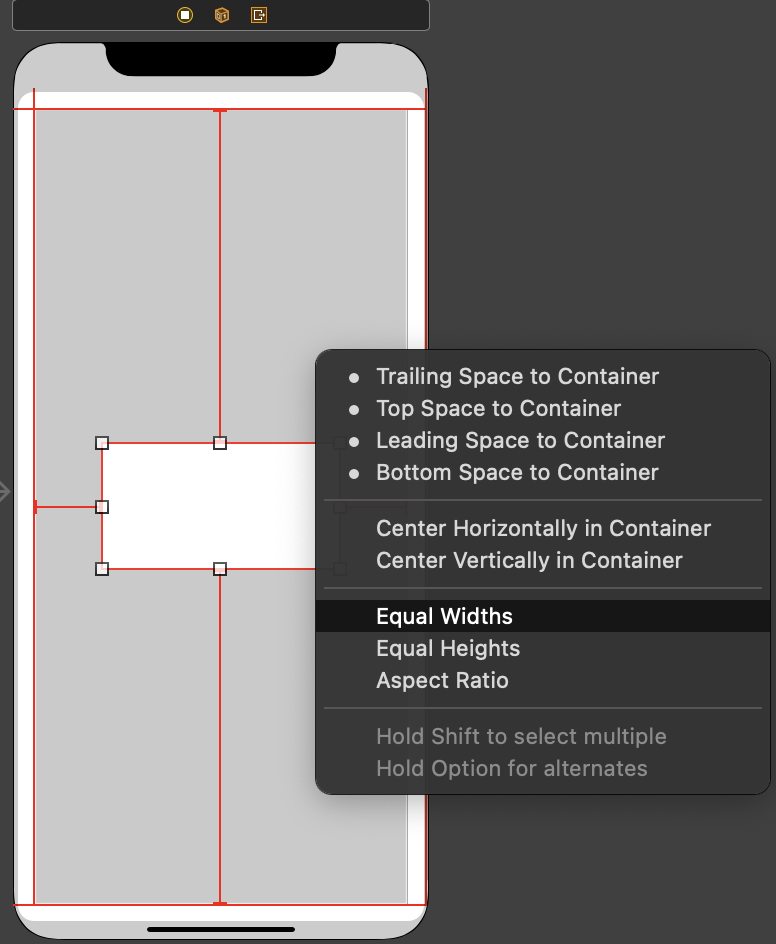 Trailing Space to Container
Top Space to Container
Leading Space to Container
Bottom Space to Container
Center Horizontally in Container
Center Vertically in Container
Equal Widths
Equal Heights
Aspect Ratio
Hold Shift to select multiple
Hold Option for alternates